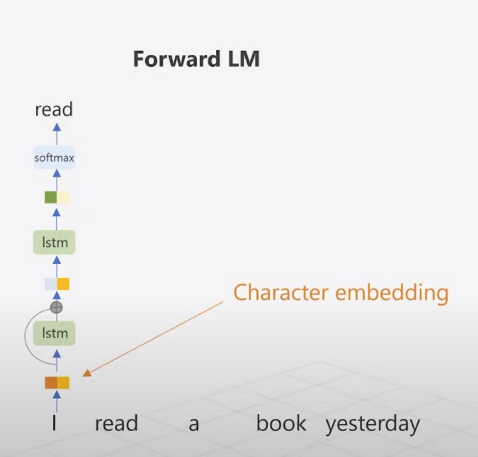 Forward LM
read
softmax
lstm
Character embedding
lstm
I read a book yesterday